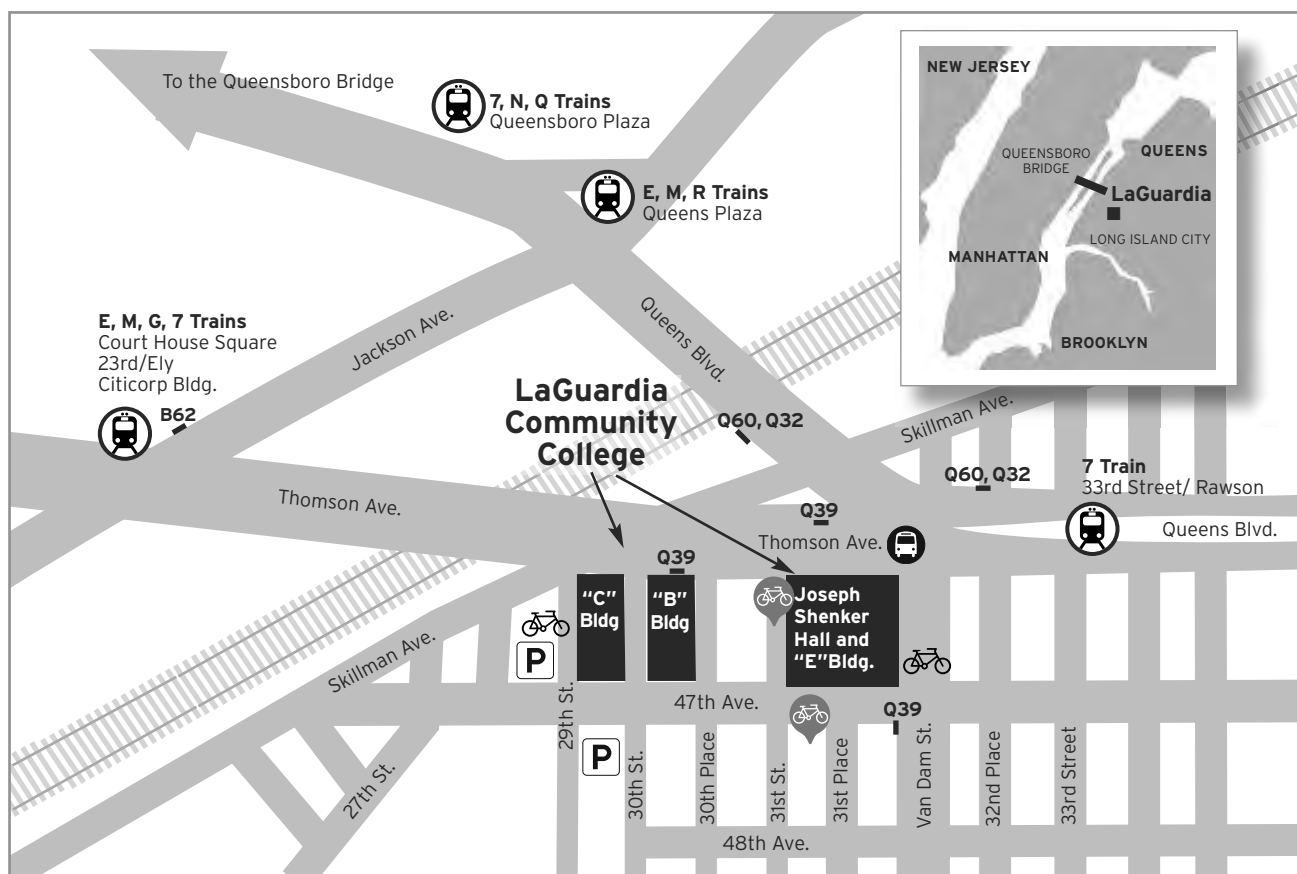 To the Queensboro Bridge
7, N, Q Trains
Queensboro Plaza
E, M, R Trains
Queens Plaza
NEW JERSEY
QUEENSBORO
BRIDGE
QUEENS
LaGuardia
LONG ISLAND CITY
MANHATTAN
BROOKLYN
E, M, G, 7 Trains
Court House Square
23rd/Ely
Citicorp Bldg.
B62
Jackson Ave.
Queens Blvd.
LaGuardia
Community
College
Q60, Q32
Skillman Ave.
Q60, Q32
7 Train
33rd Street/ Rawson
Queens Blvd.
Thomson Ave.
Q39
Thomson Ave.
Q39
"C"
Bldg
"B"
Bldg
Joseph
Shenker
Hall and
"E"Bldg.
P
Skillman Ave.
47th Ave.
Q39
29th St.
P
27th St.
30th St.
30th Place
31st St.
31st Place
Van Dam St.
32nd Place
33rd Street
48th Ave.